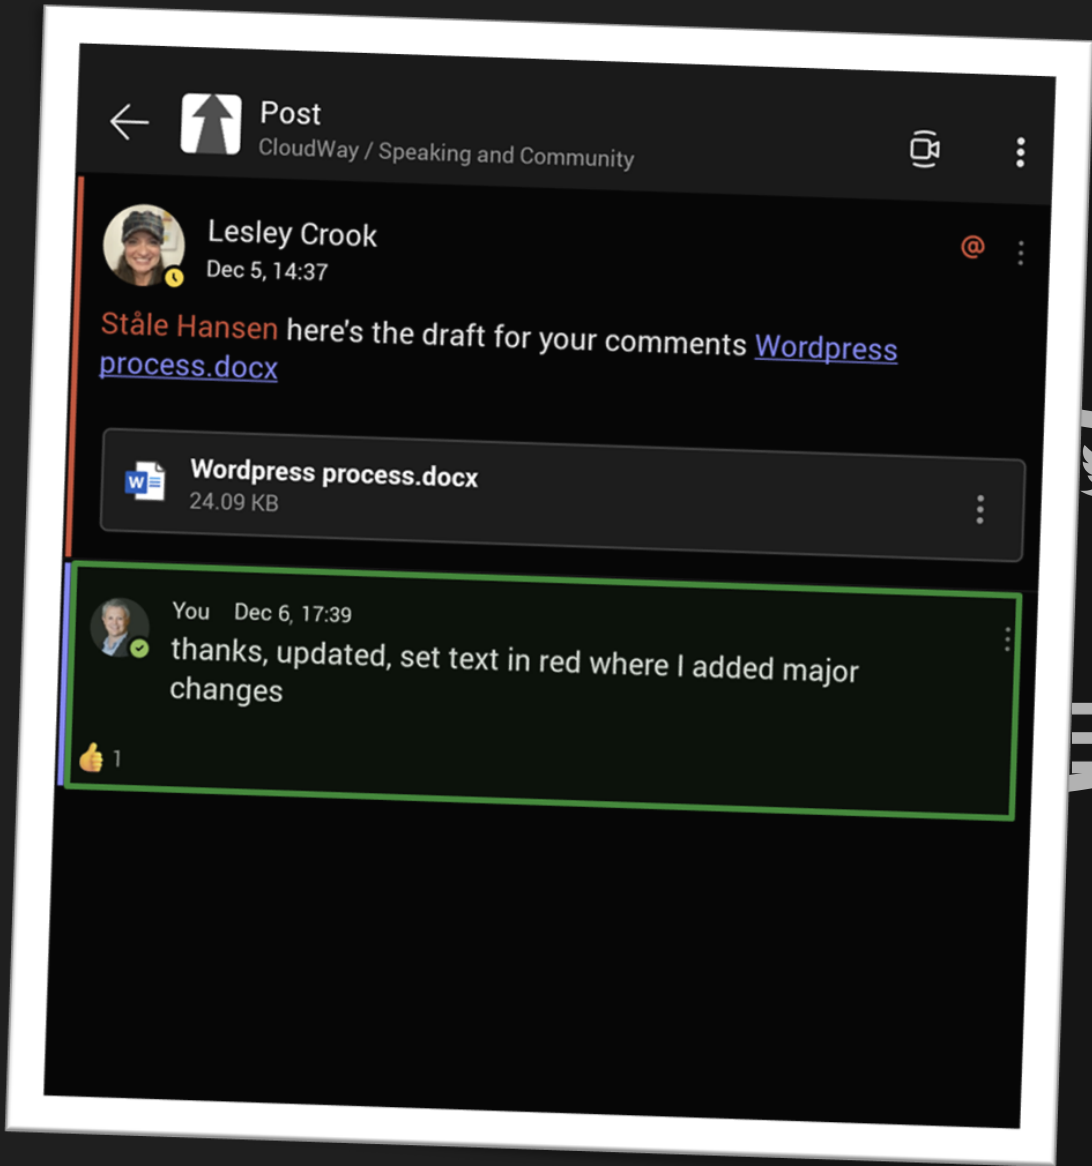 Post
CloudWay / Speaking and Community
Lesley Crook
Dec 5, 14:37
@
Ståle Hansen here's the draft for your comments Wordpress
process.docx
W
Wordpress process.docx
24.09 KB
You Dec 6, 17:39
thanks, updated, set text in red where I added major
changes
👍 1